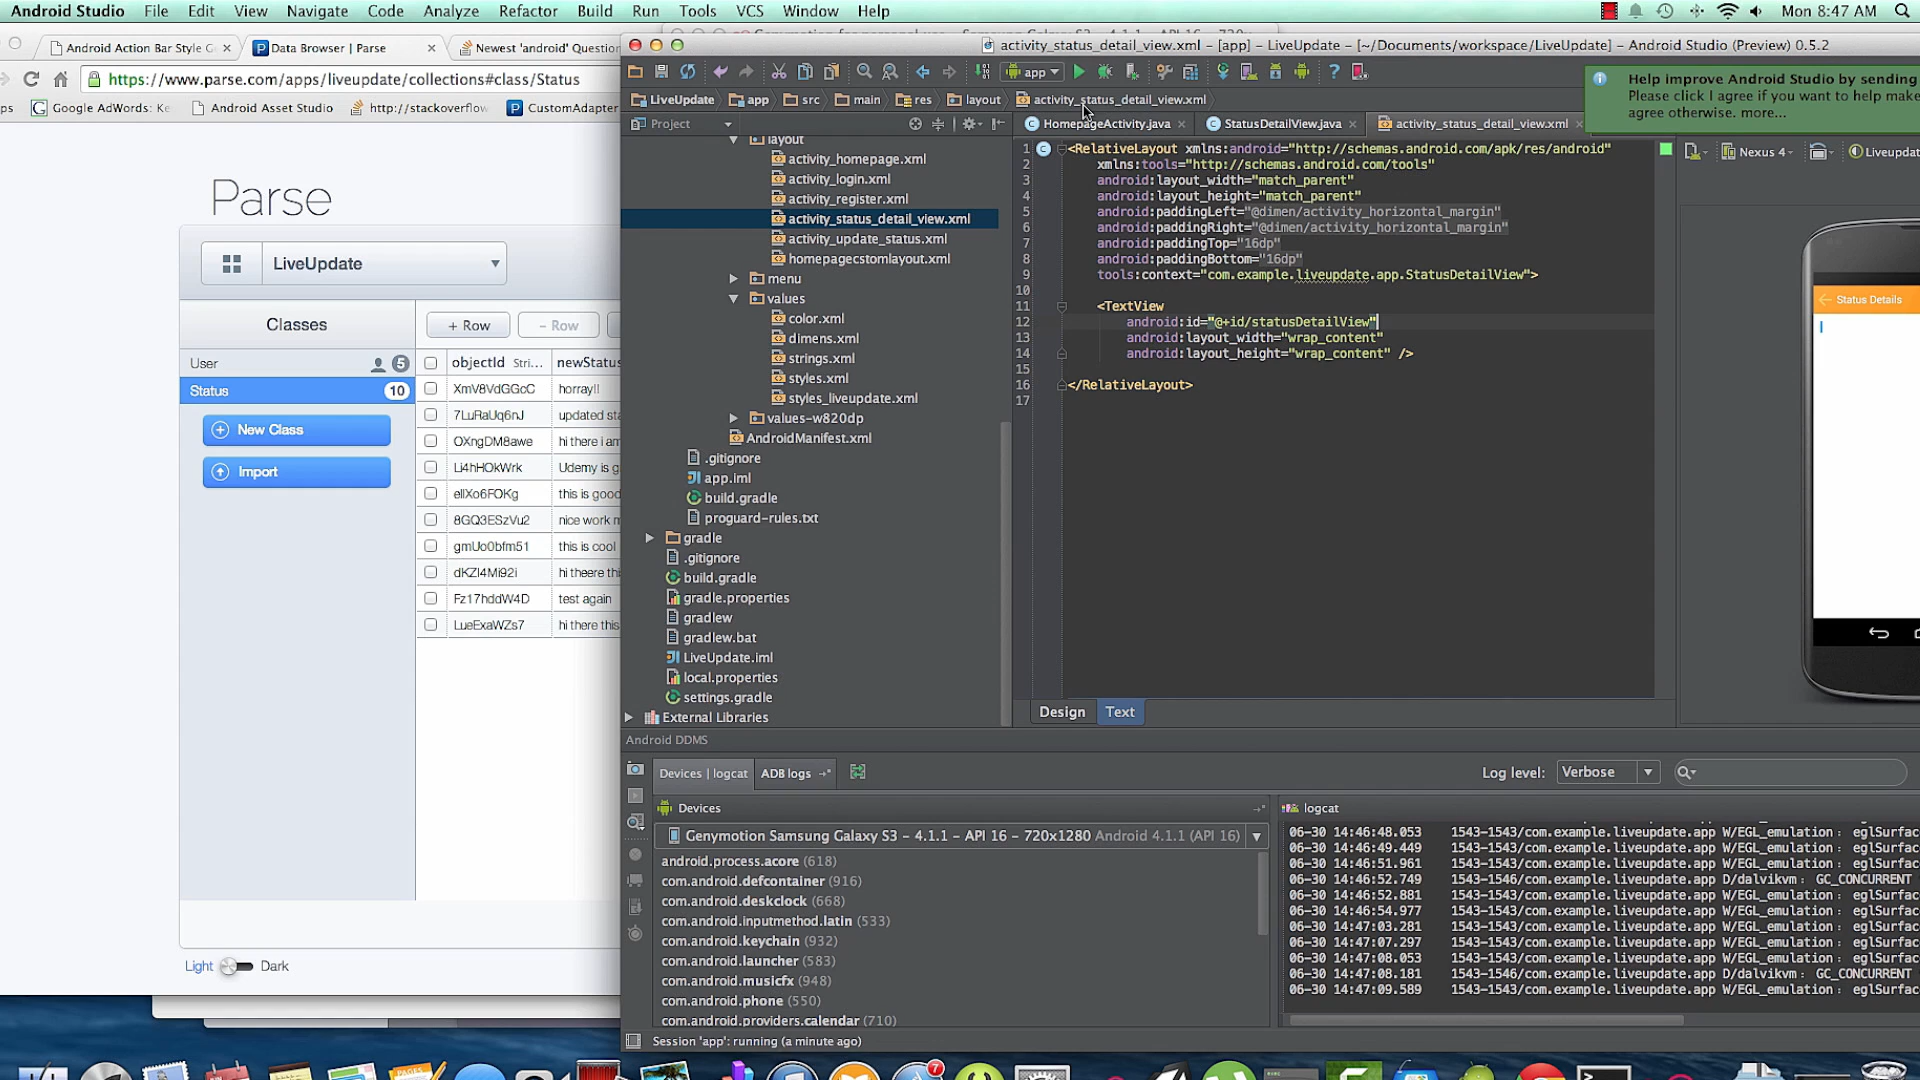 Android Studio File Edit View Navigate Code Analyze Refactor Build Run Tools VCS Window Help Mon 8:47 AM
Android Action Bar Style G
Data Browser | Parse
Newest 'android' Question
https://www.parse.com/apps/liveupdate/collections#class/Status
ps Google AdWords: Ke Android Asset Studio http://stackoverflow CustomAdapter
Parse
LiveUpdate
Classes
+ Row - Row
User 5
Status 10
New Class
Import
objectId Stri... newStatus
XmV8VdGGcC horray!!
7LuRaUq6nJ updated sta
OXngDM8awe hi there i am
Li4hHOkWrk Udemy is g
ellXo6FOKg this is good
8GQ3ESzVu2 nice work m
gmUo0bfm51 this is cool
dKZl4Mi92i hi theere thi
Fz17hddW4D test again
LueExaWZs7 hi there this
Light Dark
activity_status_detail_view.xml - [app] - LiveUpdate - [~/Documents/workspace/LiveUpdate] - Android Studio (Preview) 0.5.2
app
Help improve Android Studio by sending
Please click I agree if you want to help make
agree otherwise. more...
LiveUpdate app src main res layout activity_status_detail_view.xml
Project
HomepageActivity.java StatusDetailView.java activity_status_detail_view.xml
layout
activity_homepage.xml
activity_login.xml
activity_register.xml
activity_status_detail_view.xml
activity_update_status.xml
homepagecstomlayout.xml
menu
values
color.xml
dimens.xml
strings.xml
styles.xml
styles_liveupdate.xml
values-w820dp
AndroidManifest.xml
.gitignore
app.iml
build.gradle
proguard-rules.txt
gradle
.gitignore
build.gradle
gradle.properties
gradlew
gradlew.bat
LiveUpdate.iml
local.properties
settings.gradle
External Libraries
1 <RelativeLayout xmlns:android="http://schemas.android.com/apk/res/android"
2 xmlns:tools="http://schemas.android.com/tools"
3 android:layout_width="match_parent"
4 android:layout_height="match_parent"
5 android:paddingLeft="@dimen/activity_horizontal_margin"
6 android:paddingRight="@dimen/activity_horizontal_margin"
7 android:paddingTop="16dp"
8 android:paddingBottom="16dp"
9 tools:context="com.example.liveupdate.app.StatusDetailView">
10
11 <TextView
12 android:id="@+id/statusDetailView"
13 android:layout_width="wrap_content"
14 android:layout_height="wrap_content" />
15
16 </RelativeLayout>
17
Design Text
Nexus 4 Liveupdat
Status Details
Android DDMS
Devices | logcat ADB logs
Log level: Verbose
Devices
Genymotion Samsung Galaxy S3 - 4.1.1 - API 16 - 720x1280 Android 4.1.1 (API 16)
android.process.acore (618)
com.android.defcontainer (916)
com.android.deskclock (668)
com.android.inputmethod.latin (533)
com.android.keychain (932)
com.android.launcher (583)
com.android.musicfx (948)
com.android.phone (550)
com.android.providers.calendar (710)
logcat
06-30 14:46:48.053 1543-1543/com.example.liveupdate.app W/EGL_emulation: eglSurfac
06-30 14:46:49.449 1543-1543/com.example.liveupdate.app W/EGL_emulation: eglSurfac
06-30 14:46:51.961 1543-1543/com.example.liveupdate.app W/EGL_emulation: eglSurfac
06-30 14:46:52.749 1543-1546/com.example.liveupdate.app D/dalvikvm: GC_CONCURRENT
06-30 14:46:52.881 1543-1543/com.example.liveupdate.app W/EGL_emulation: eglSurfac
06-30 14:46:54.977 1543-1543/com.example.liveupdate.app W/EGL_emulation: eglSurfac
06-30 14:47:03.281 1543-1543/com.example.liveupdate.app W/EGL_emulation: eglSurfac
06-30 14:47:07.297 1543-1543/com.example.liveupdate.app W/EGL_emulation: eglSurfac
06-30 14:47:08.053 1543-1543/com.example.liveupdate.app W/EGL_emulation: eglSurfac
06-30 14:47:08.181 1543-1546/com.example.liveupdate.app D/dalvikvm: GC_CONCURRENT
06-30 14:47:09.589 1543-1543/com.example.liveupdate.app W/EGL_emulation: eglSurfac
Session 'app': running (a minute ago)
PAGES
7